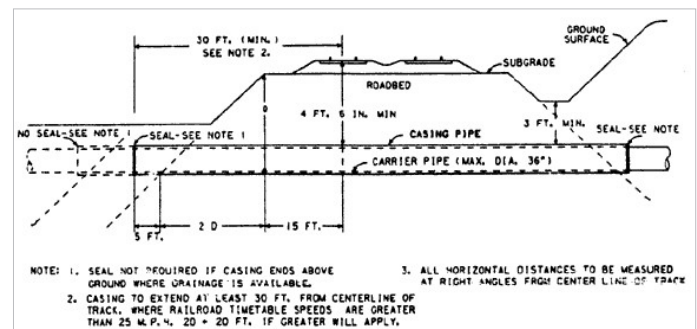 30 FT. (MIN.)
SEE NOTE 2.
GROUND
SURFACE
SUBGRADE
ROADBED
D
4 FT. 6 IN. MIN
3 FT. MIN.
NO SEAL-SEE NOTE 1
SEAL-SEE NOTE 1
CASING PIPE
SEAL-SEE NOTE
CARRIER PIPE (MAX. DIA. 36")
5 FT.
2 D
15 FT.
NOTE: 1. SEAL NOT REQUIRED IF CASING ENDS ABOVE
GROUND WHERE DRAINAGE IS AVAILABLE.
2. CASING TO EXTEND AT LEAST 30 FT. FROM CENTERLINE OF
TRACK, WHERE RAILROAD TIMETABLE SPEEDS ARE GREATER
THAN 25 M.P.H. 2D + 20 FT. IF GREATER WILL APPLY.
3. ALL HORIZONTAL DISTANCES TO BE MEASURED
AT RIGHT ANGLES FROM CENTER LINE OF TRACK